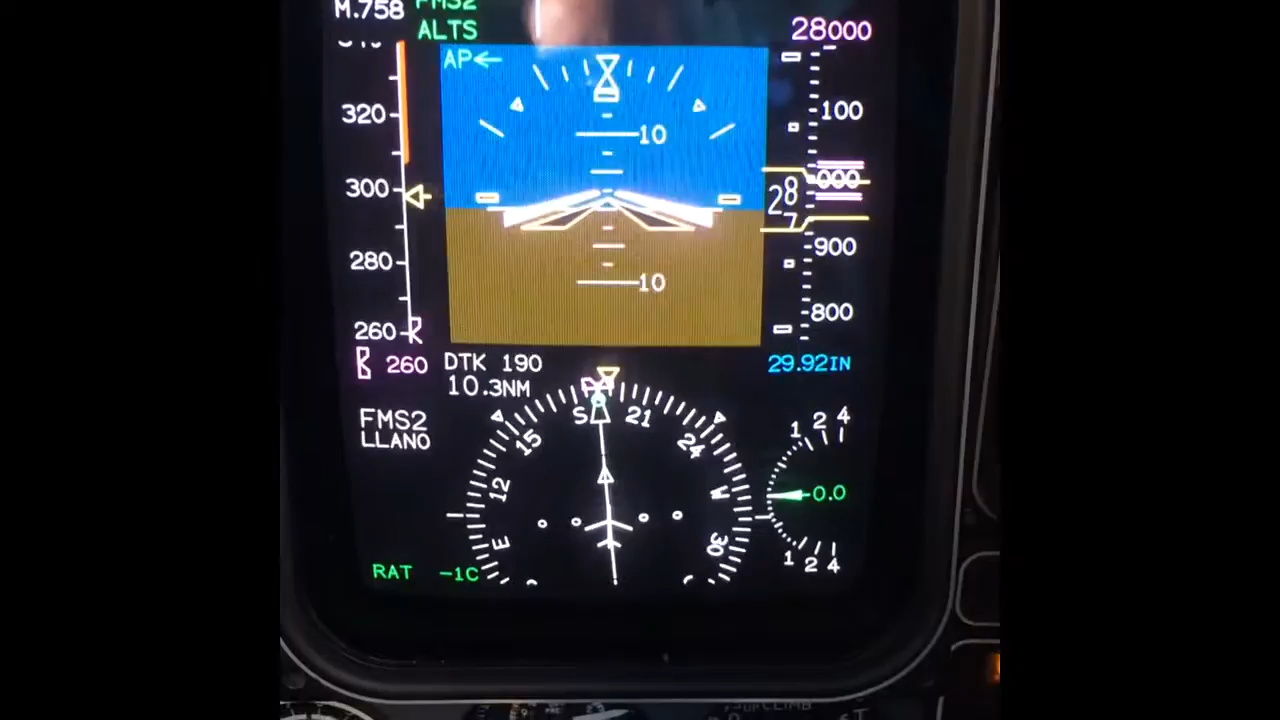 M.758
FMS2
ALTS
28000
AP←
320
300
280
260
R
10
10
100
000
28
7
900
800
260
DTK 190
10.3NM
29.92IN
FMS2
LLANO
S
21
24
W
30
15
12
E
1
2
4
0.0
1
2
4
RAT -1C